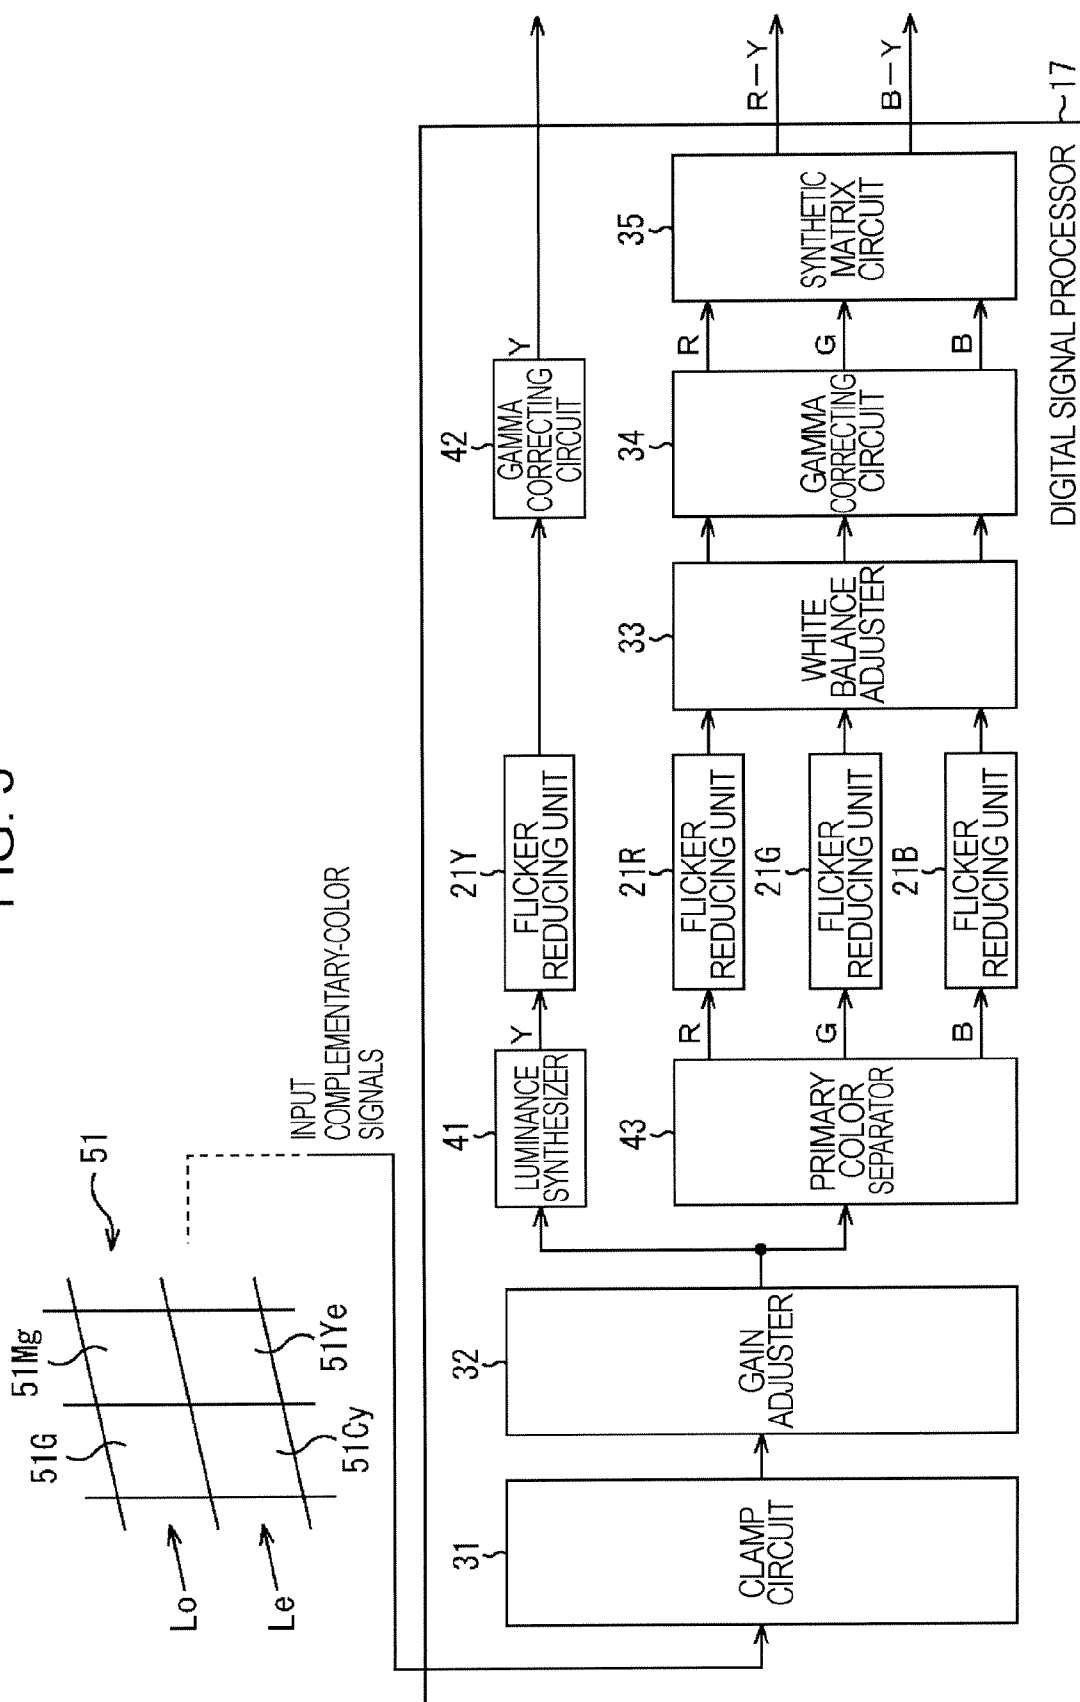 FIG.
51G
51Mg
51
Lo
Le
51Cy
51Ye
INPUT
COMPLEMENTARY-COLOR
SIGNALS
31
CLAMP
CIRCUIT
32
GAIN
ADJUSTER
41
LUMINANCE
SYNTHESIZER
Y
21Y
FLICKER
REDUCING UNIT
42
GAMMA
CORRECTING
CIRCUIT
Y
43
PRIMARY
COLOR
SEPARATOR
R
G
B
21R
FLICKER
REDUCING UNIT
21G
FLICKER
REDUCING UNIT
21B
FLICKER
REDUCING UNIT
33
WHITE
BALANCE
ADJUSTER
34
GAMMA
CORRECTING
CIRCUIT
R
G
B
35
SYNTHETIC
MATRIX
CIRCUIT
R-Y
B-Y
DIGITAL SIGNAL PROCESSOR
17